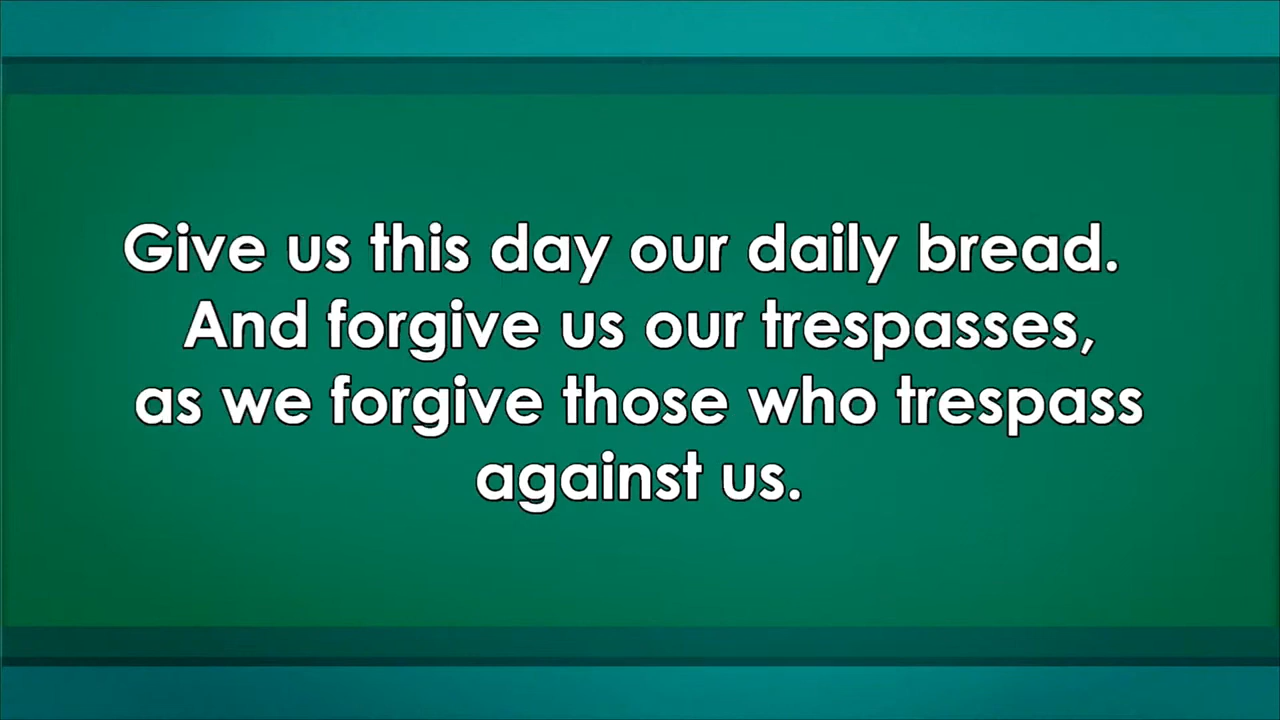 Give us this day our daily bread.
And forgive us our trespasses,
as we forgive those who trespass
against us.